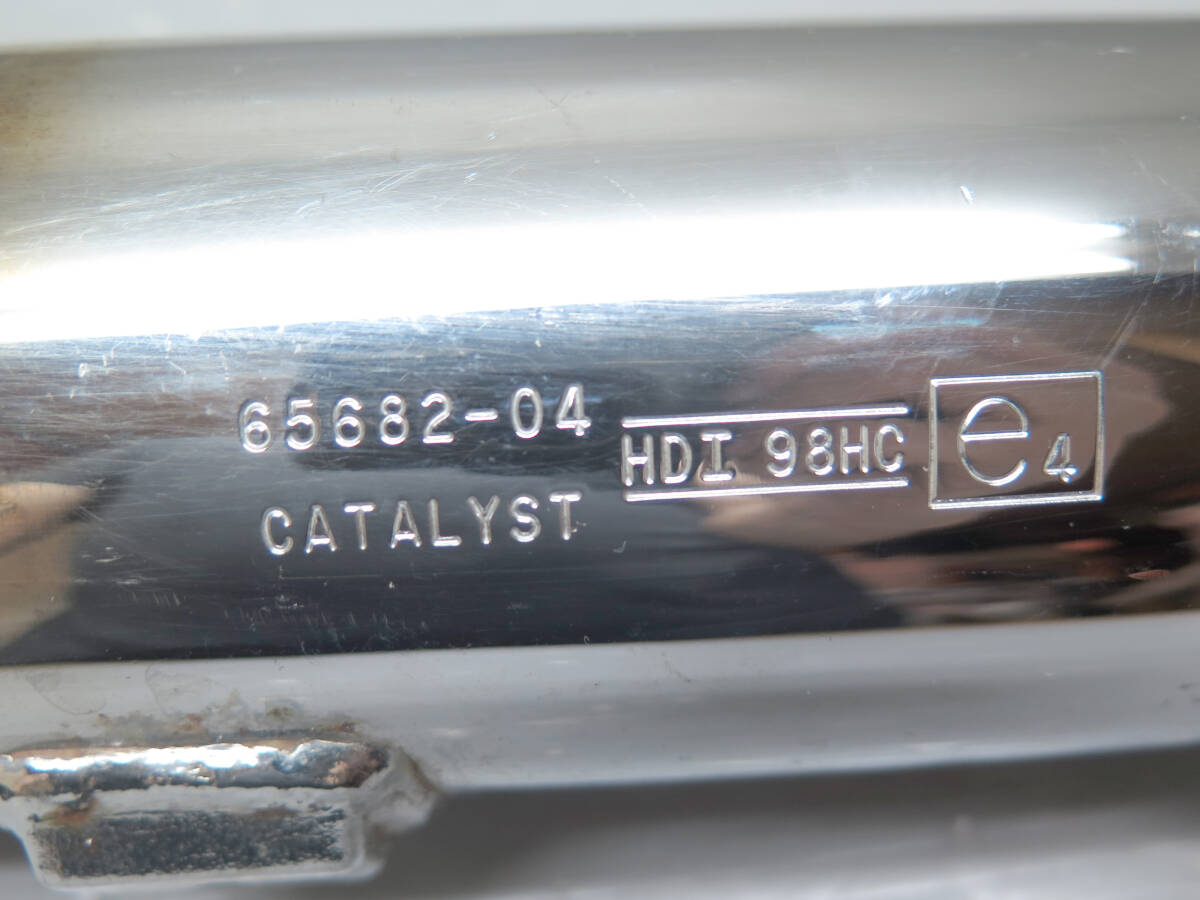 65682-04
CATALYST
HDI 98HC
e4